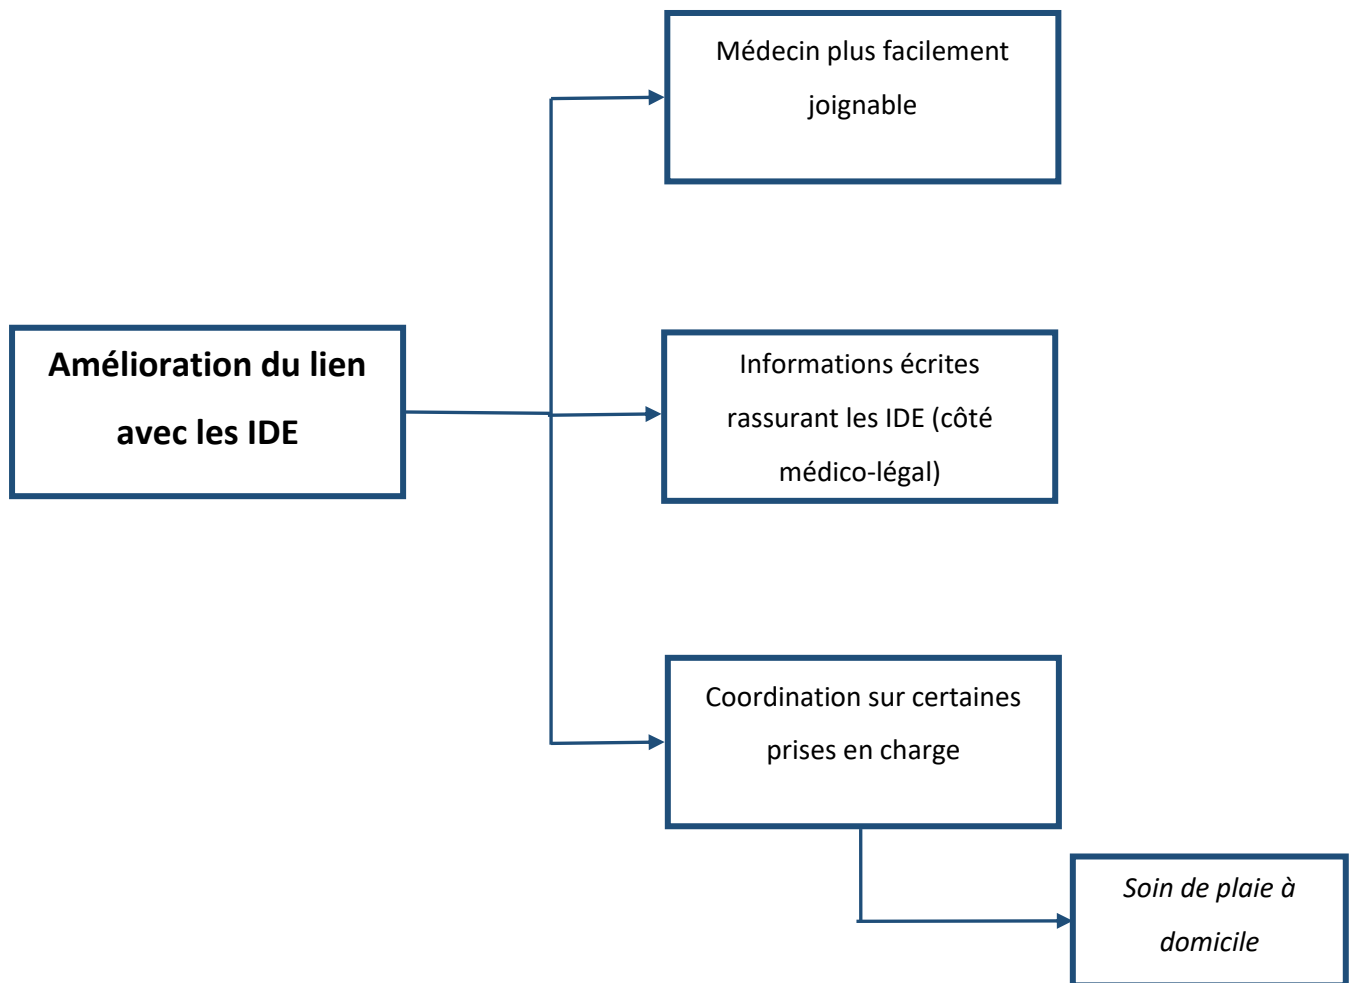 Médecin plus facilement
joignable
Amélioration du lien
avec les IDE
Informations écrites
rassurant les IDE (côté
médico-légal)
Coordination sur certaines
prises en charge
Soin de plaie à
domicile